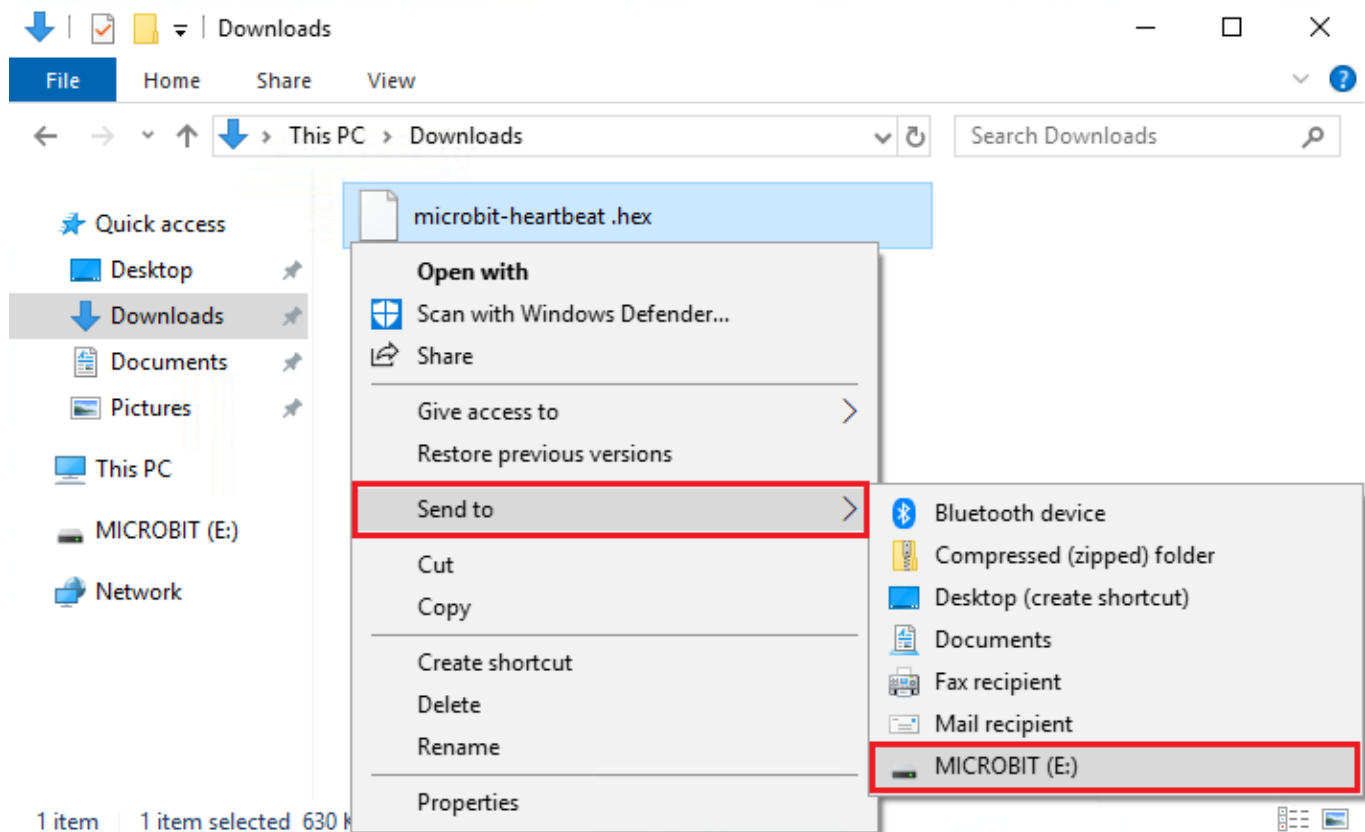 Downloads
File Home Share View
This PC > Downloads
Search Downloads
microbit-heartbeat .hex
Quick access
Desktop
Downloads
Documents
Pictures
This PC
MICROBIT (E:)
Network
Open with
Scan with Windows Defender...
Share
Give access to
Restore previous versions
Send to
Cut
Copy
Create shortcut
Delete
Rename
Properties
Bluetooth device
Compressed (zipped) folder
Desktop (create shortcut)
Documents
Fax recipient
Mail recipient
MICROBIT (E:)
1 item 1 item selected 630